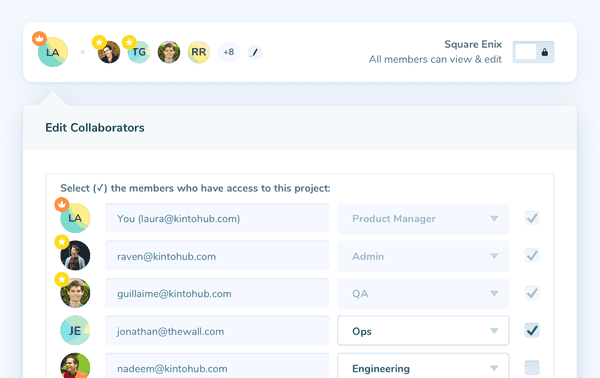 LA TG RR +8
Square Enix
All members can view & edit
Edit Collaborators
Select (✓) the members who have access to this project:
LA You (laura@kintohub.com) Product Manager
raven@kintohub.com Admin
guillaime@kintohub.com QA
JE jonathan@thewall.com Ops
nadeem@kintohub.com Engineering